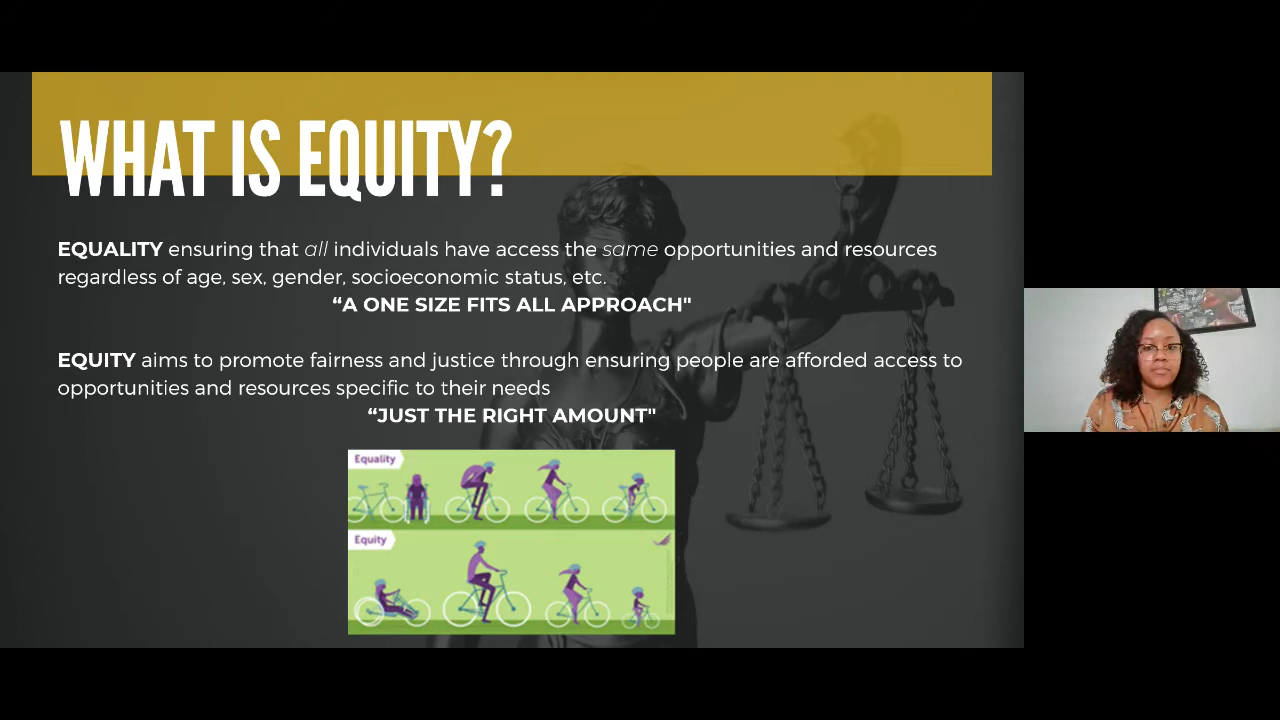 WHAT IS EQUITY?
EQUALITY ensuring that all individuals have access the same opportunities and resources
regardless of age, sex, gender, socioeconomic status, etc.
“A ONE SIZE FITS ALL APPROACH"
EQUITY aims to promote fairness and justice through ensuring people are afforded access to
opportunities and resources specific to their needs
“JUST THE RIGHT AMOUNT"
Equality
Equity